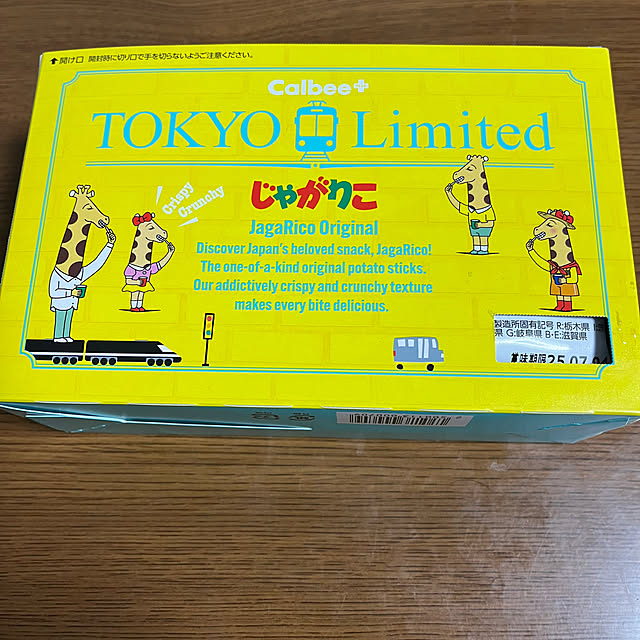 ⬆開け口 開封時に切り口で手を切らないようご注意ください。
Calbee+
TOKYO Limited
Crispy
Crunchy
じゃがりこ
JagaRico Original
Discover Japan's beloved snack, JagaRico!
The one-of-a-kind original potato sticks.
Our addictively crispy and crunchy texture
makes every bite delicious.
製造所固有記号 R:栃木県
県 G:岐阜県 B・E:滋賀県
賞味期限25.07.